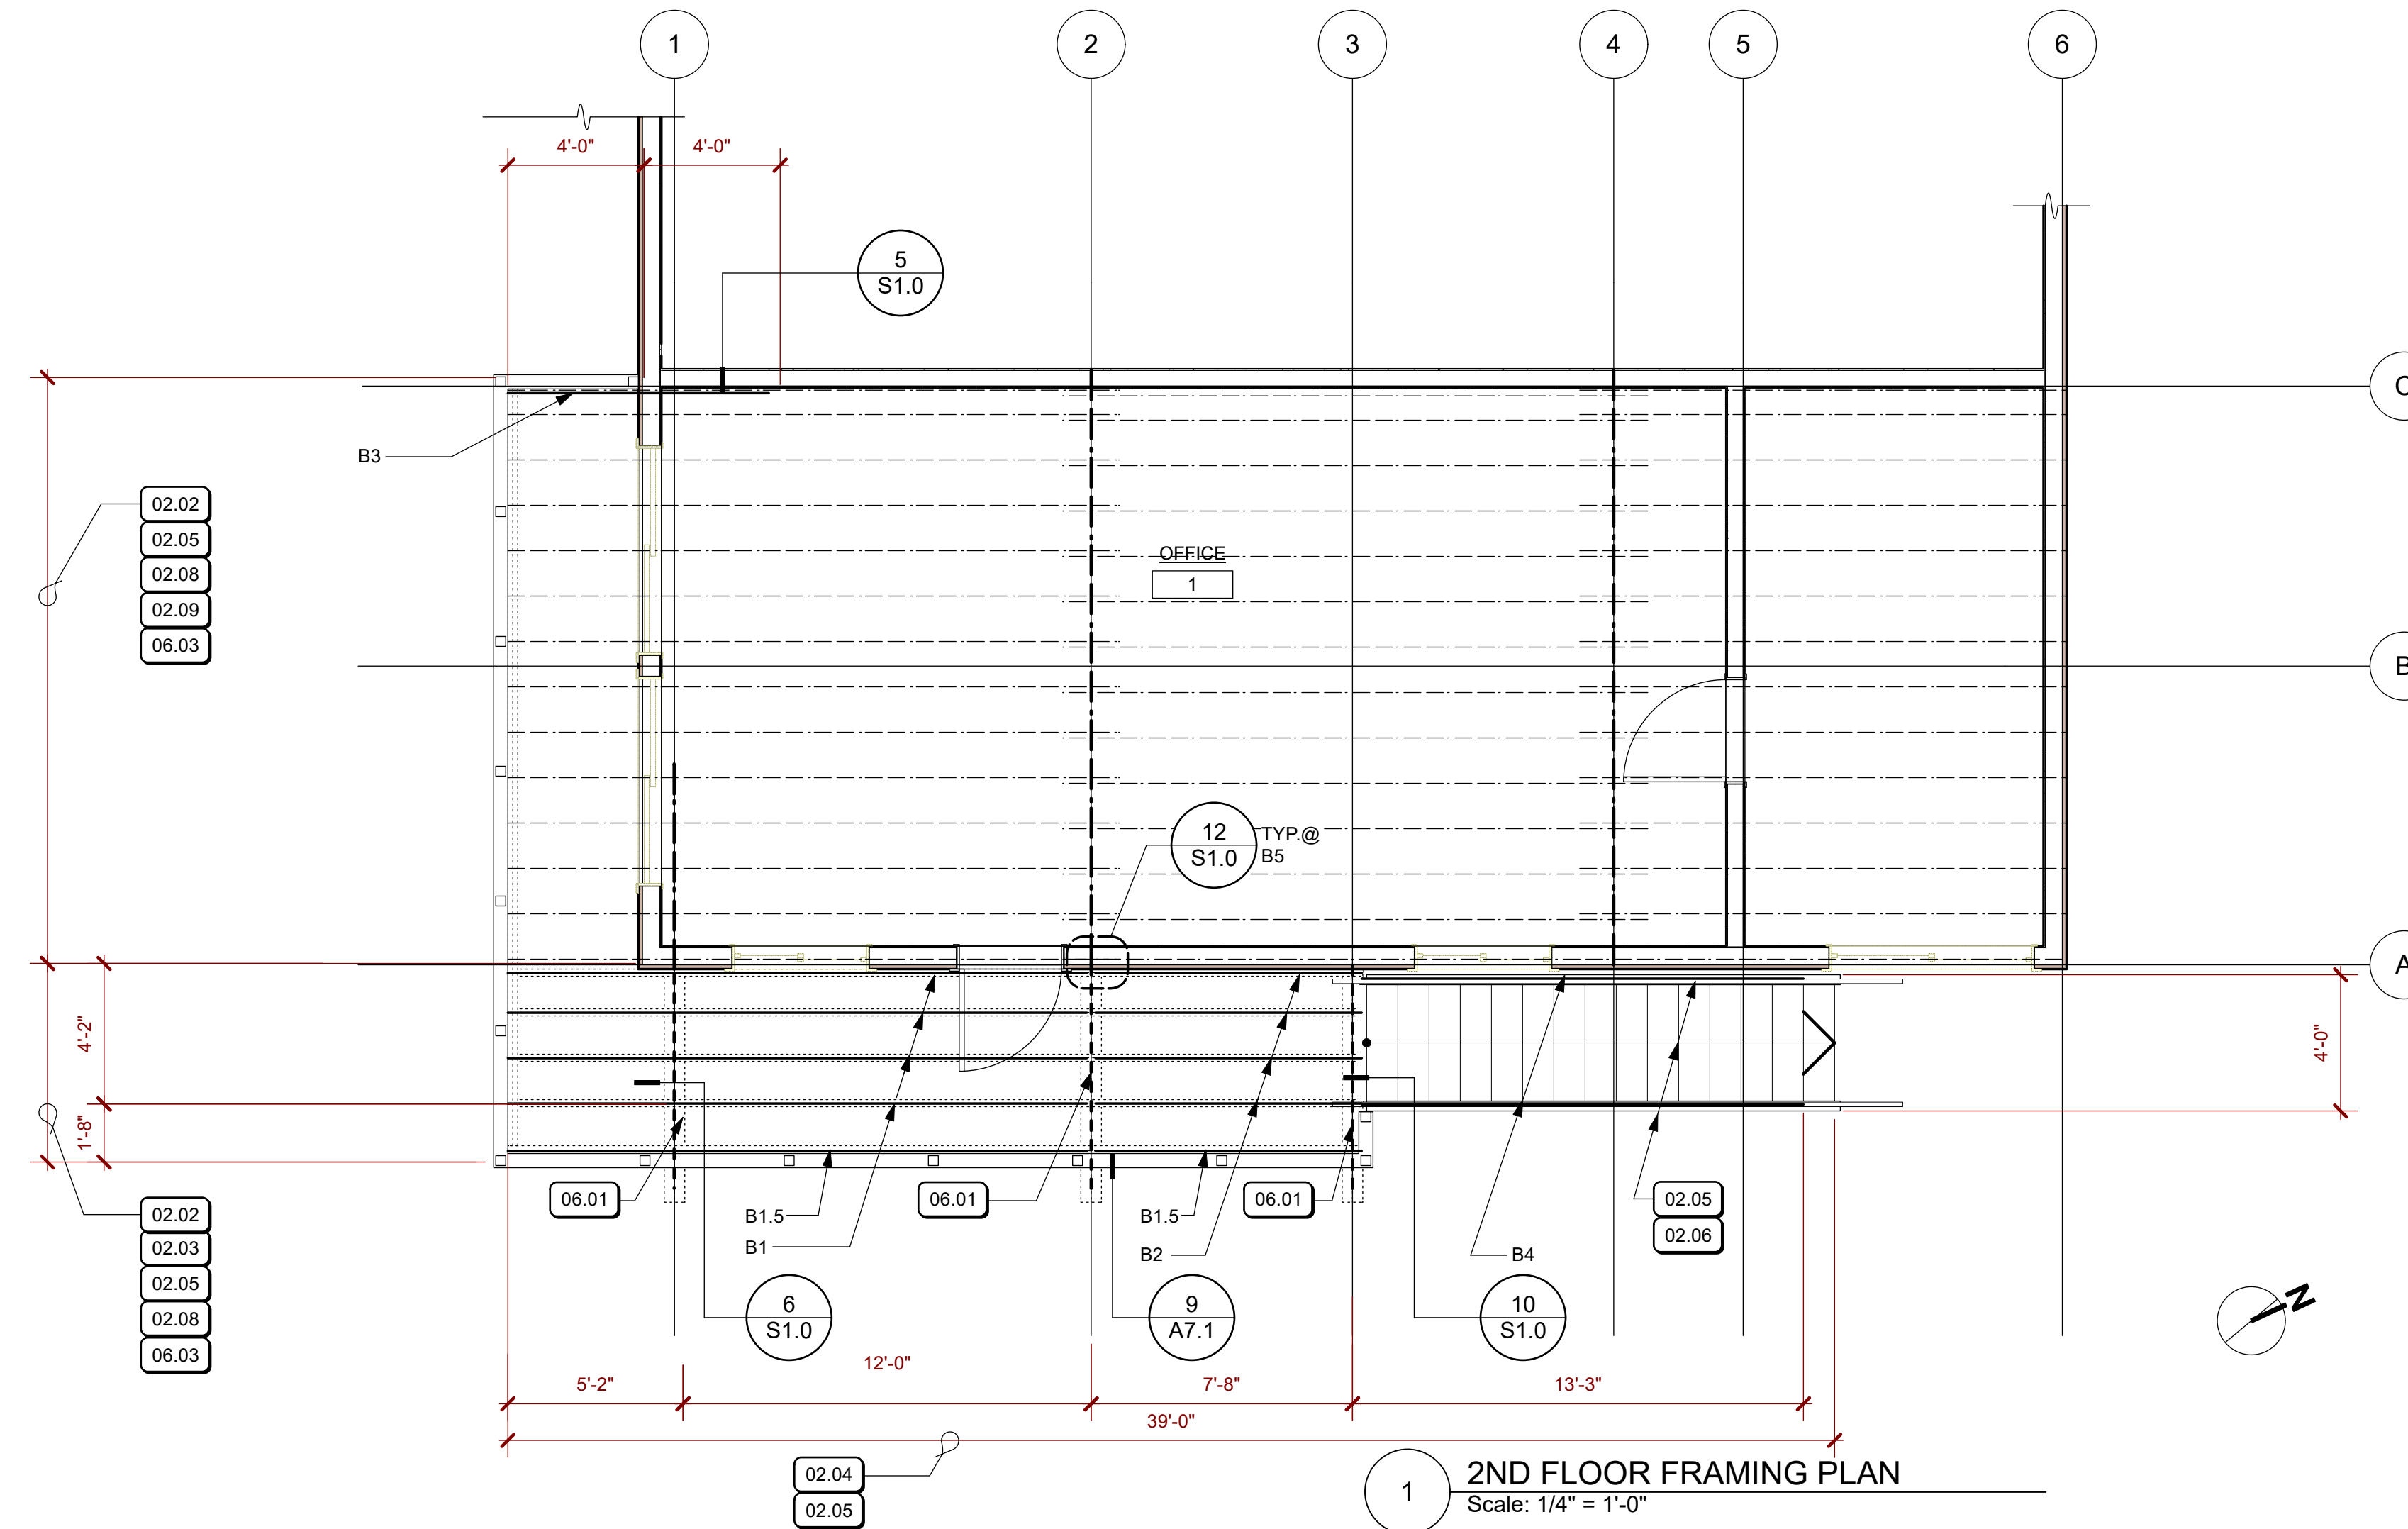 1
2
3
4
5
6
4'-0"
4'-0"
5
S1.0
C
B3
02.02
02.05
02.08
02.09
06.03
OFFICE
1
B
12
S1.0
TYP.@
B5
A
4'-2"
1'-8"
4'-0"
06.01
06.01
06.01
B1.5
B1
B1.5
B2
B4
02.05
02.06
02.02
02.03
02.05
02.08
06.03
6
S1.0
9
A7.1
10
S1.0
N
12'-0"
5'-2"
7'-8"
13'-3"
39'-0"
02.04
02.05
1
2ND FLOOR FRAMING PLAN
Scale: 1/4" = 1'-0"